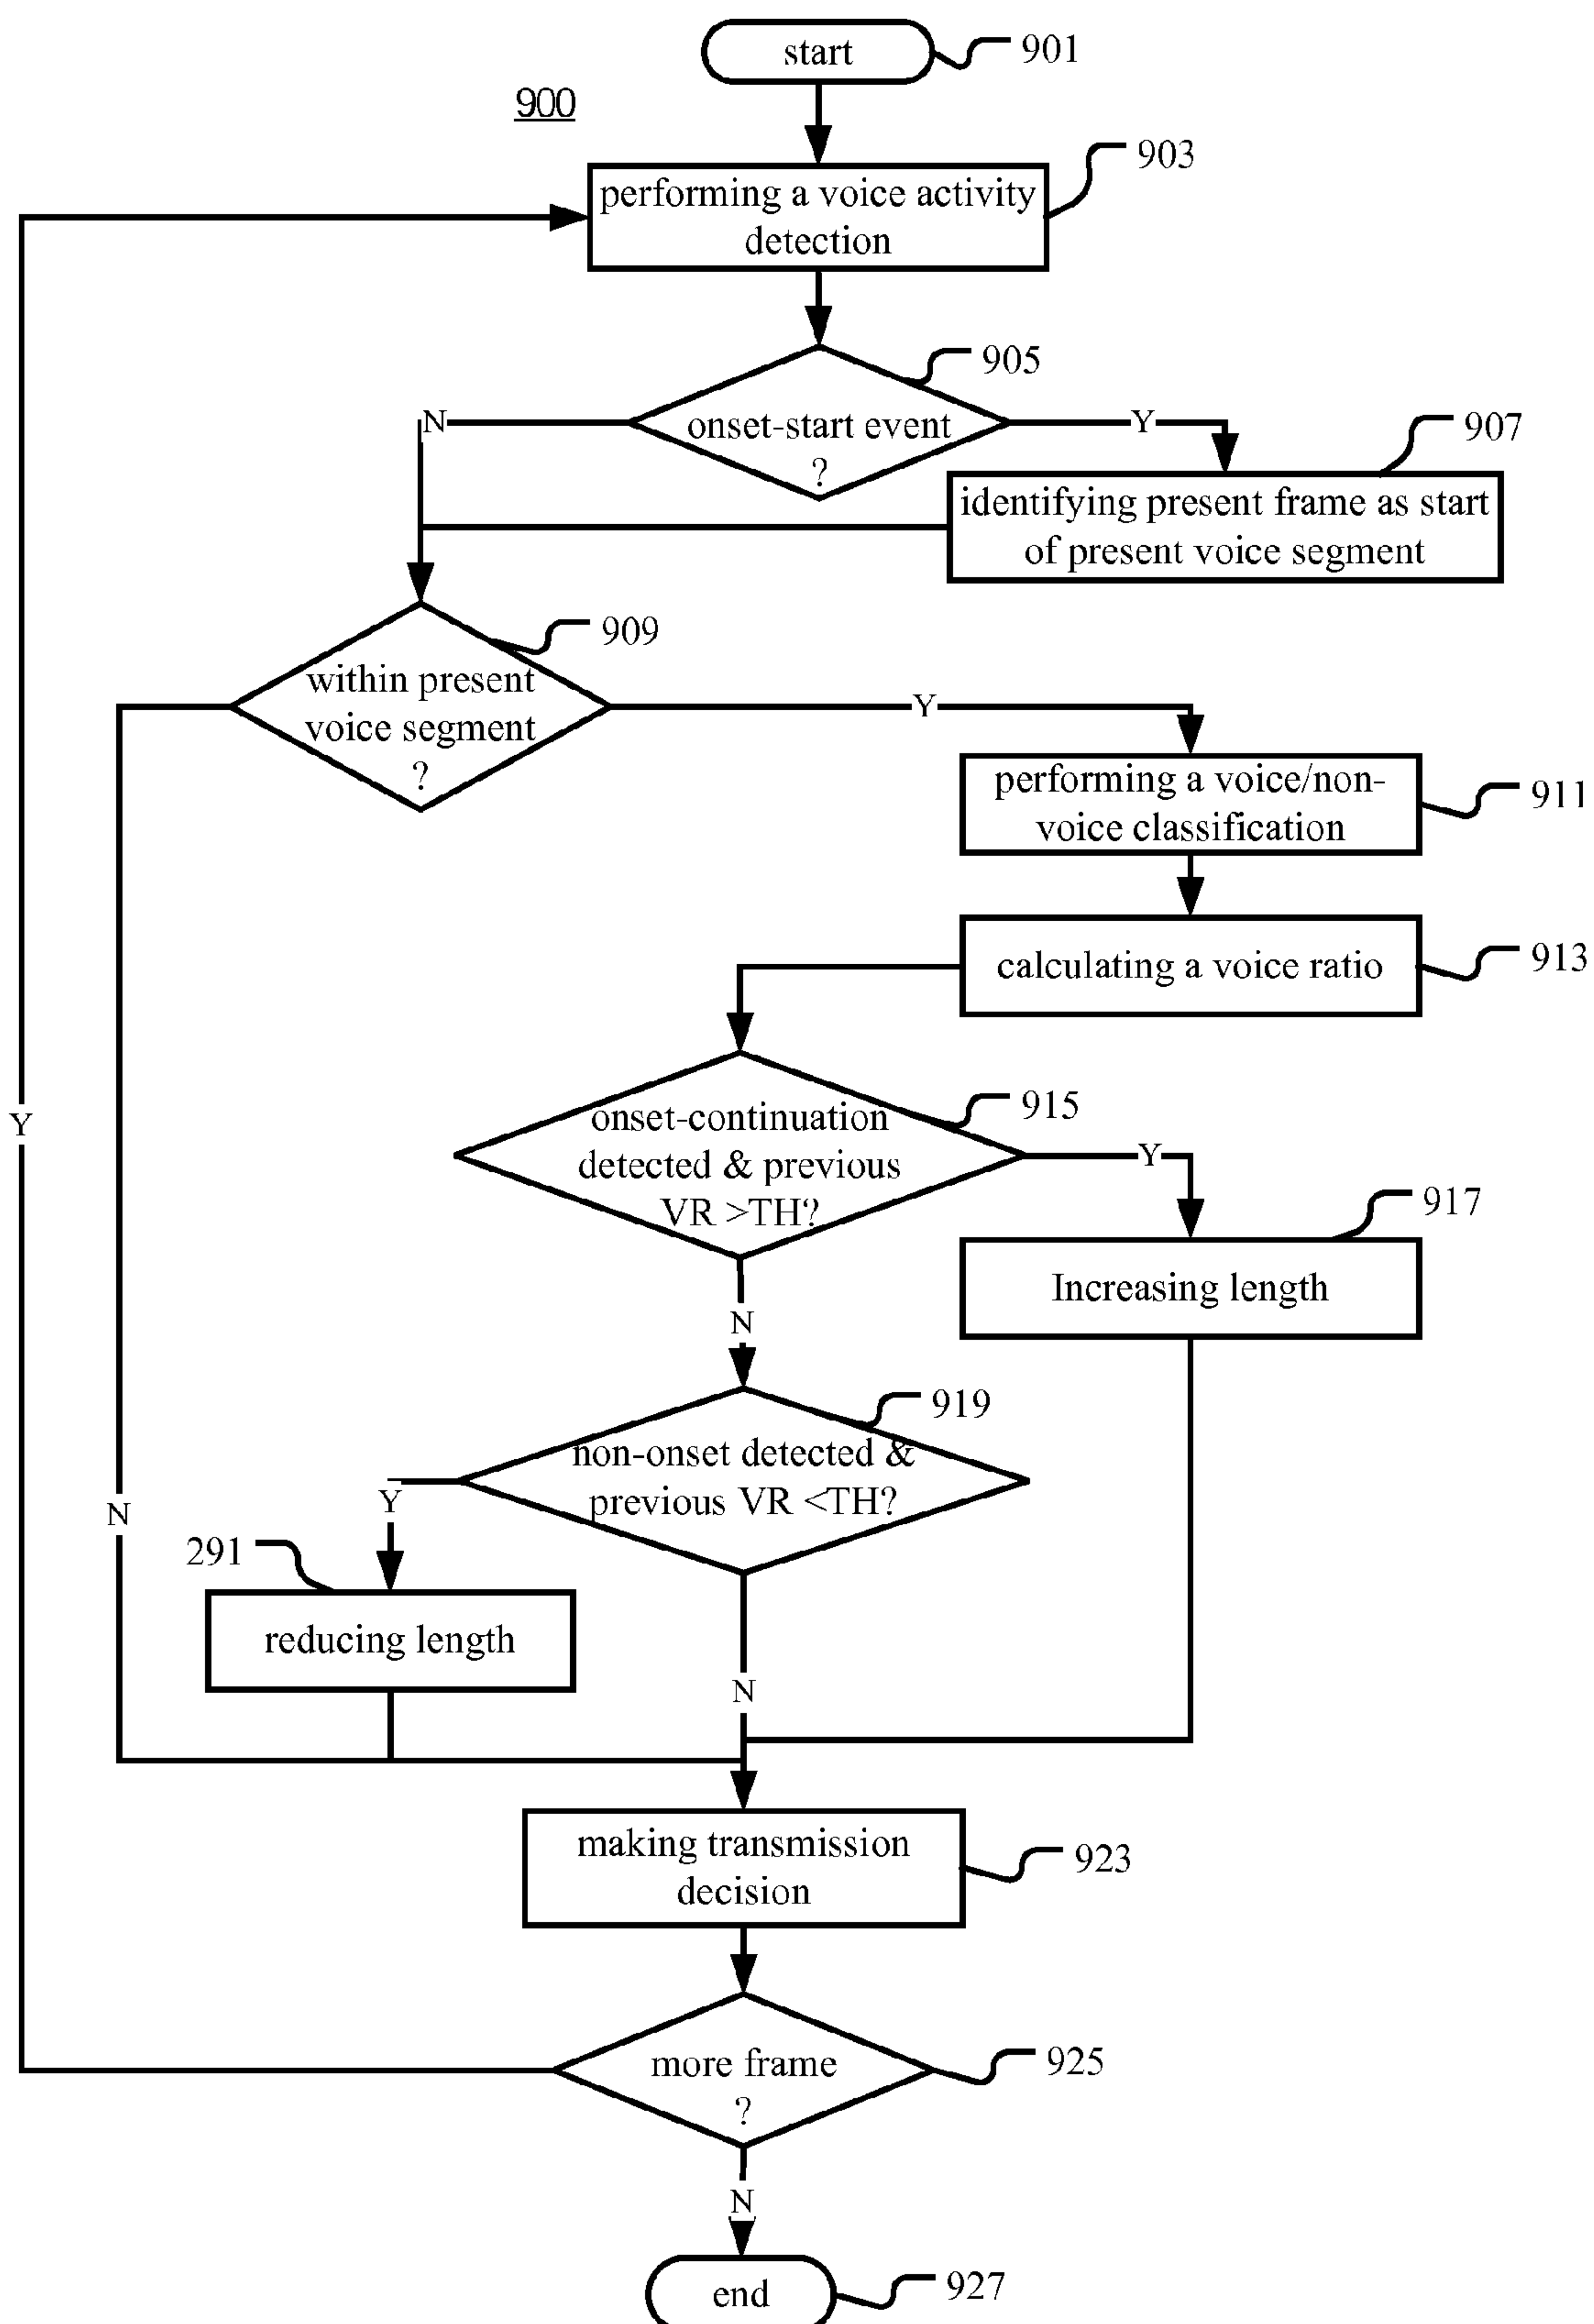 start
901
900
903
performing a voice activity
detection
905
N
onset-start event
?
Y
907
identifying present frame as start
of present voice segment
909
within present
voice segment
?
Y
performing a voice/non-
voice classification
911
calculating a voice ratio
913
Y
onset-continuation
detected & previous
VR >TH?
915
Y
917
Increasing length
N
919
non-onset detected &
previous VR <TH?
Y
N
291
reducing length
N
making transmission
decision
923
more frame
?
925
N
end
927